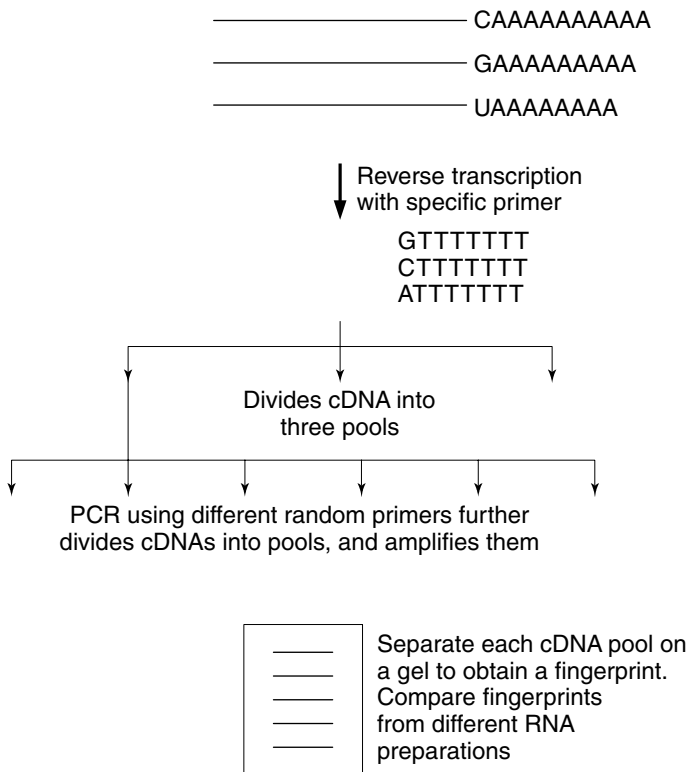 CAAAAAAAAAA
GAAAAAAAAA
UAAAAAAAA
Reverse transcription
with specific primer
GTTTTTTT
CTTTTTTT
ATTTTTTT
Divides cDNA into
three pools
PCR using different random primers further
divides cDNAs into pools, and amplifies them
Separate each cDNA pool on
a gel to obtain a fingerprint.
Compare fingerprints
from different RNA
preparations